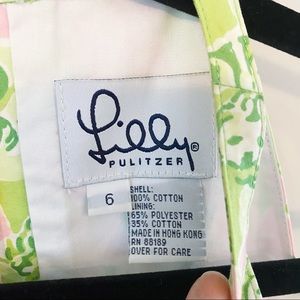 Lilly®
PULITZER
6
SHELL:
100% COTTON
LINING:
65% POLYESTER
35% COTTON
MADE IN HONG KONG
RN 88189
OVER FOR CARE